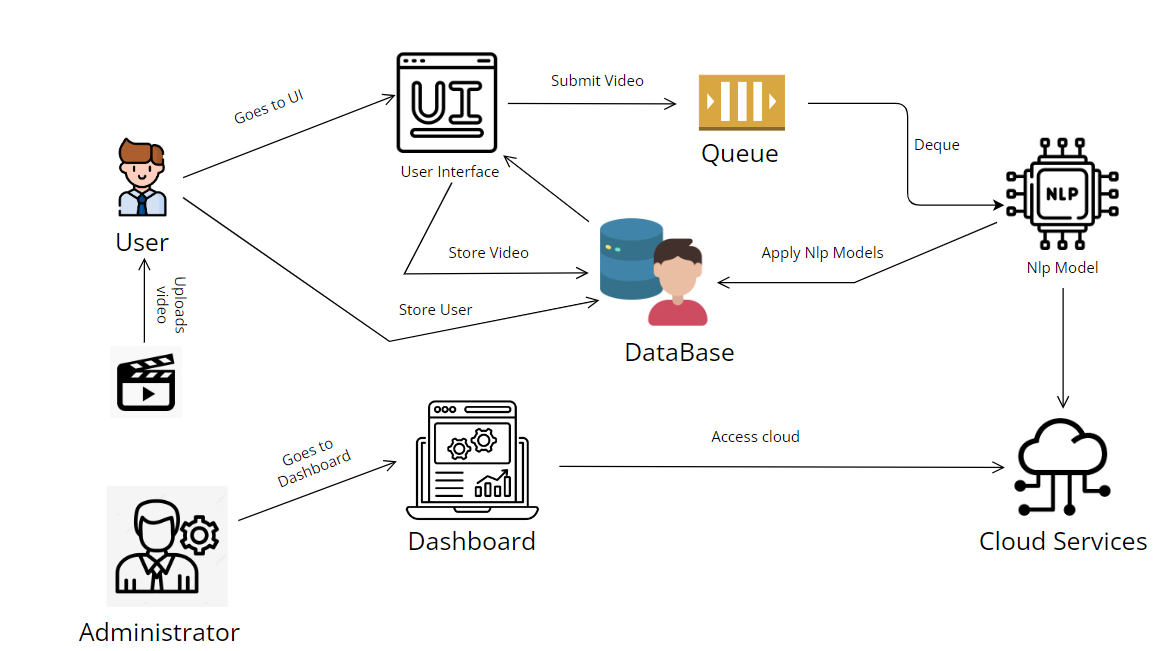 Goes to UI
UI
User Interface
Submit Video
Queue
Deque
NLP
Nlp Model
User
Uploads
video
Store Video
Store User
Apply Nlp Models
DataBase
Goes to
Dashboard
Dashboard
Access cloud
Cloud Services
Administrator